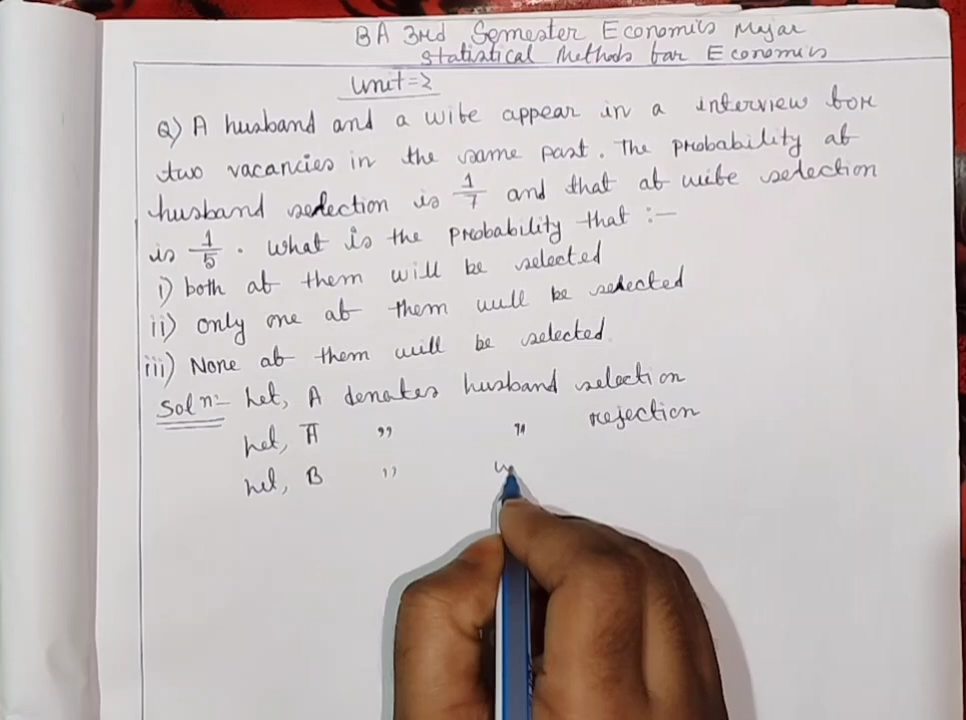 BA 3rd Semester Economics Major
Statistical Methods for Economics
Unit=2
Q) A husband and a wife appear in a interview for
two vacancies in the same post. The probability of
husband selection is 1/7 and that of wife selection
is 1/5. What is the probability that :-
i) both of them will be selected
ii) Only one of them will be selected
iii) None of them will be selected.
Soln:- Let, A denotes husband selection
Let, Ā ,, ,, rejection
Let, B ,, w